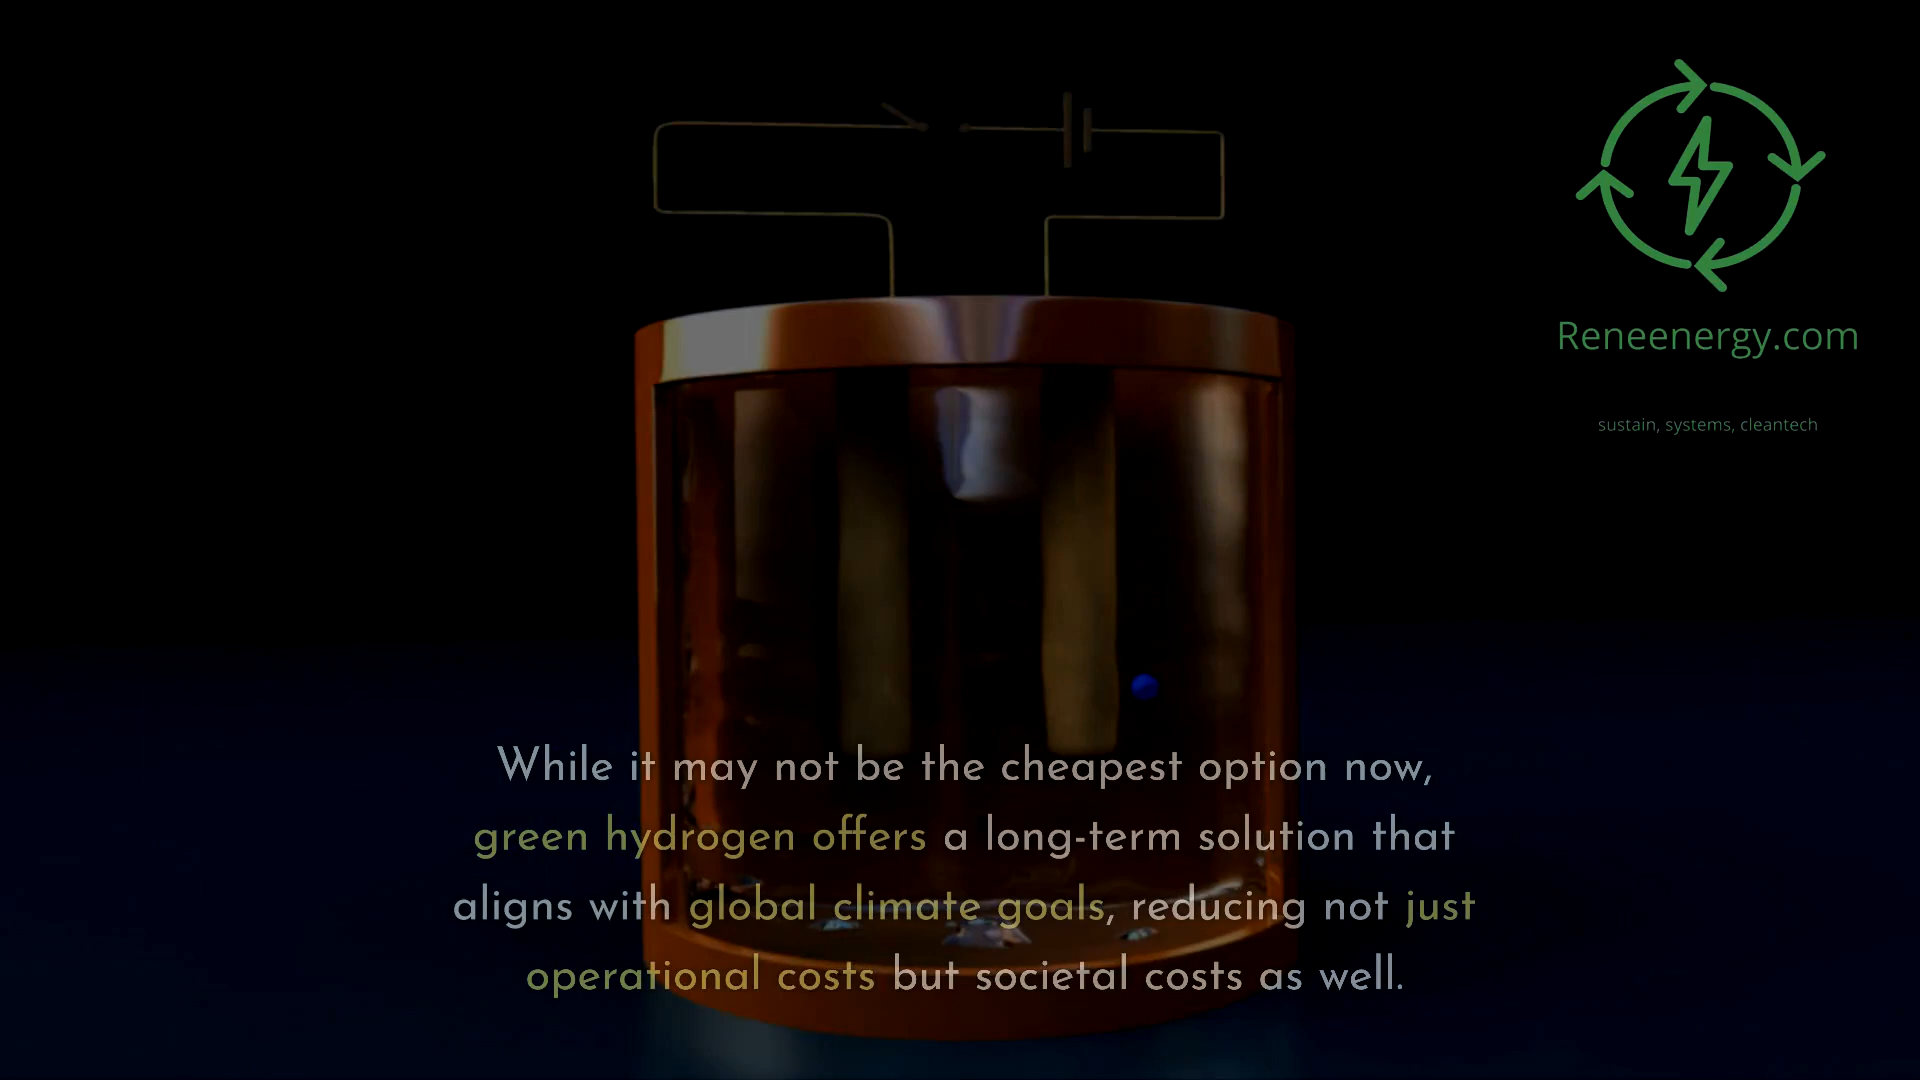 Reneenergy.com
sustain, systems, cleantech
While it may not be the cheapest option now,
green hydrogen offers a long-term solution that
aligns with global climate goals, reducing not just
operational costs but societal costs as well.